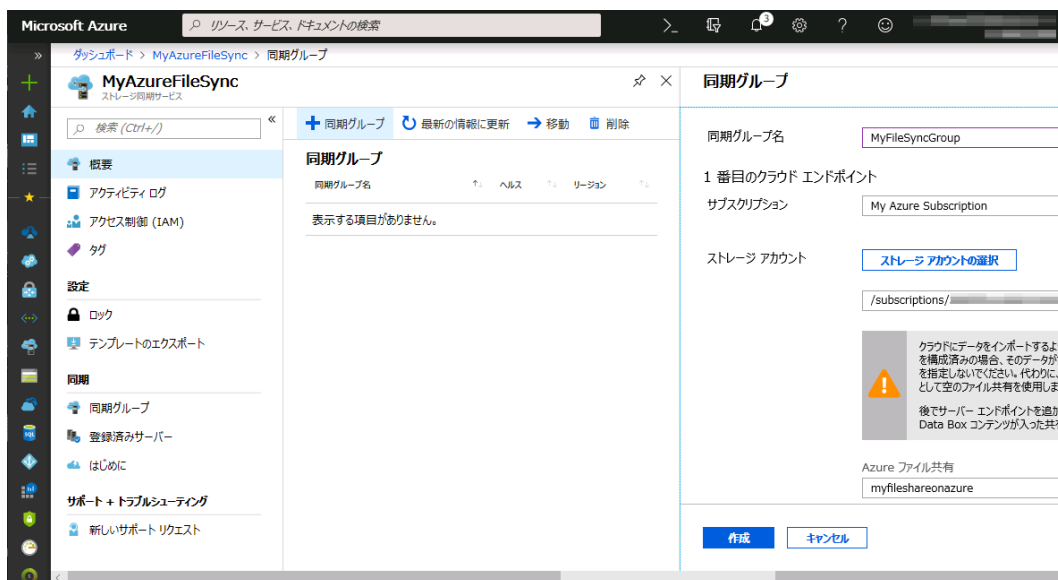 Microsoft Azure
リソース、サービス、ドキュメントの検索
3
ダッシュボード > MyAzureFileSync > 同期グループ
MyAzureFileSync
ストレージ同期サービス
検索 (Ctrl+/)
概要
アクティビティ ログ
アクセス制御 (IAM)
タグ
設定
ロック
テンプレートのエクスポート
同期
同期グループ
登録済みサーバー
はじめに
サポート + トラブルシューティング
新しいサポート リクエスト
同期グループ 最新の情報に更新 移動 削除
同期グループ
同期グループ名 ヘルス リージョン
表示する項目がありません。
同期グループ
同期グループ名 MyFileSyncGroup
1 番目のクラウド エンドポイント
サブスクリプション My Azure Subscription
ストレージ アカウント ストレージ アカウントの選択
/subscriptions/
クラウドにデータをインポートするよ
を構成済みの場合、そのデータが
を指定しないでください。代わりに、
として空のファイル共有を使用しま
後でサーバー エンドポイントを追加
Data Box コンテンツが入った共有
Azure ファイル共有
myfileshareonazure
作成 キャンセル